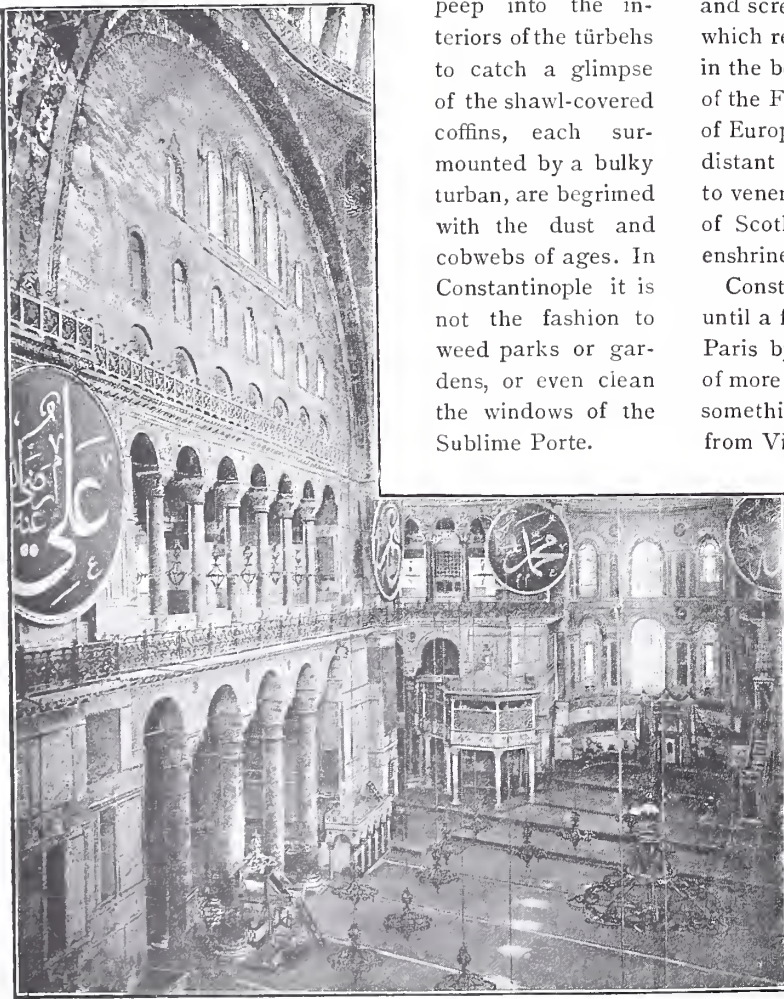 peep into the in-
teriors of the türbehs
to catch a glimpse
of the shawl-covered
coffins, each sur-
mounted by a bulky
turban, are begrimed
with the dust and
cobwebs of ages. In
Constantinople it is
not the fashion to
weed parks or gar-
dens, or even clean
the windows of the
Sublime Porte.
and scre
which re
in the b
of the F
of Europ
distant
to vener
of Scot
enshrine
Const
until a f
Paris b
of more
somethi
from Vi
علي
محمد